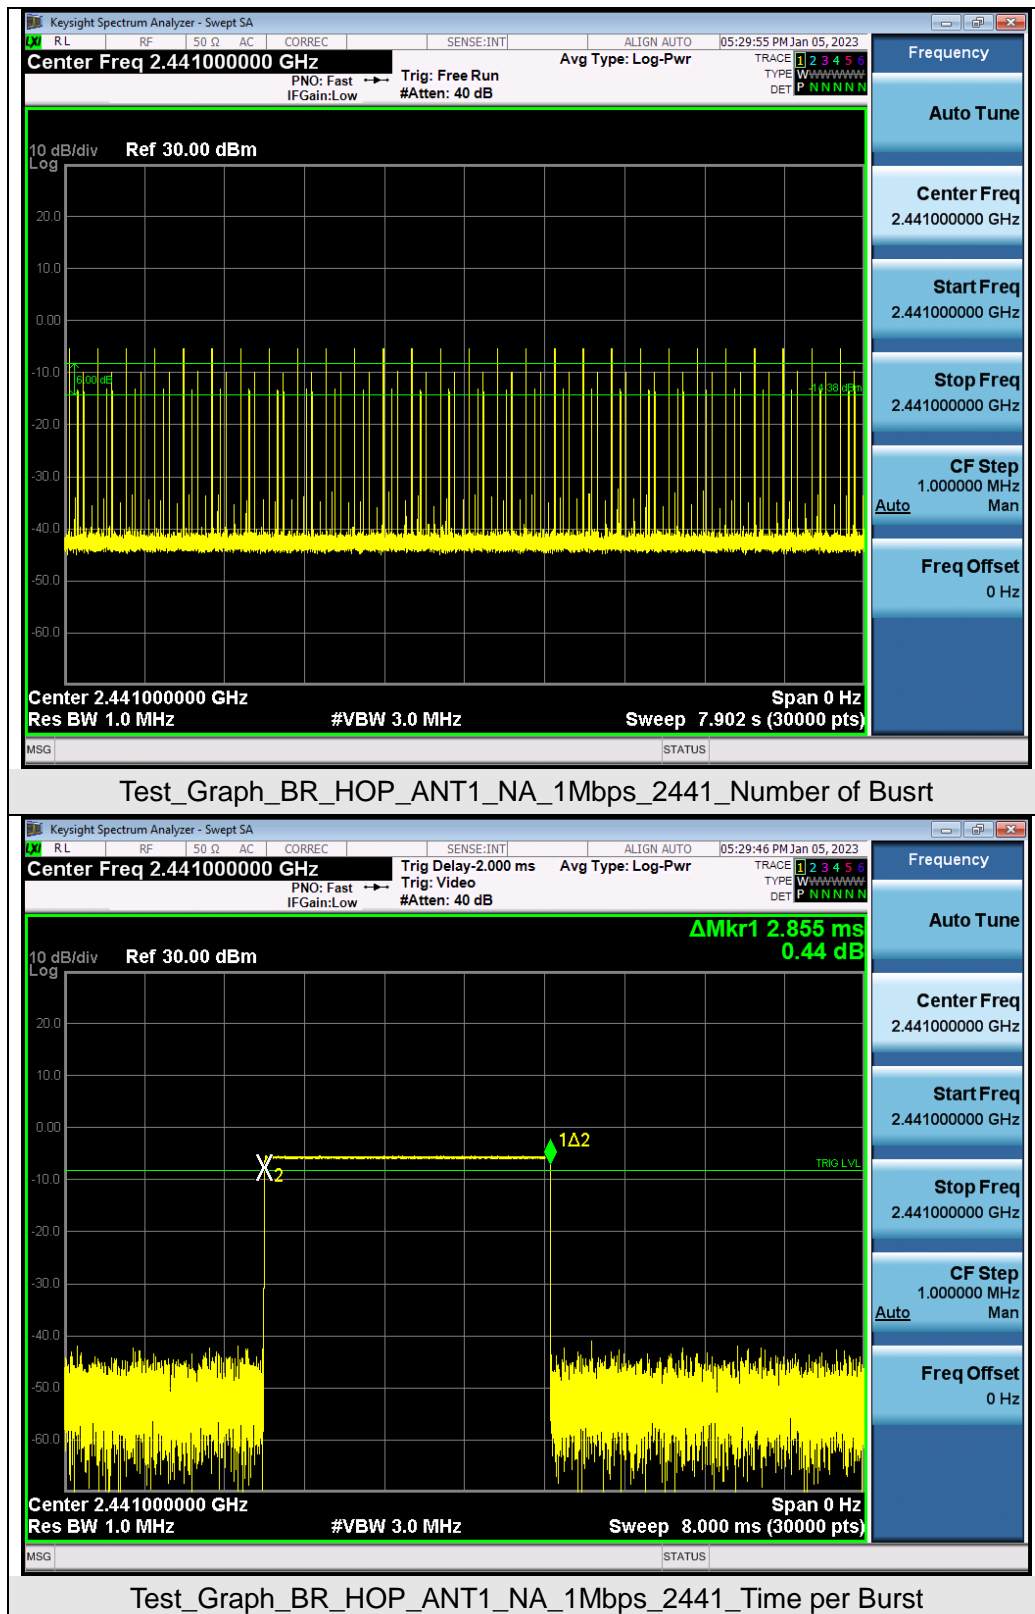 Keysight Spectrum Analyzer - Swept SA
LXI RL RF 50 Ω AC CORREC SENSE:INT ALIGN AUTO 05:29:55 PM Jan 05, 2023
Center Freq 2.441000000 GHz Avg Type: Log-Pwr TRACE 1 2 3 4 5 6
PNO: Fast Trig: Free Run TYPE WWWWWW
IFGain:Low #Atten: 40 dB DET P N N N N N
10 dB/div Ref 30.00 dBm
Log
20.0
10.0
0.00
-10.0
6.00 dB
-14.38 dBm
-20.0
-30.0
-40.0
-50.0
-60.0
Center 2.441000000 GHz Span 0 Hz
Res BW 1.0 MHz #VBW 3.0 MHz Sweep 7.902 s (30000 pts)
MSG STATUS
Frequency
Auto Tune
Center Freq
2.441000000 GHz
Start Freq
2.441000000 GHz
Stop Freq
2.441000000 GHz
CF Step
1.000000 MHz
Auto Man
Freq Offset
0 Hz
Test_Graph_BR_HOP_ANT1_NA_1Mbps_2441_Number of Busrt
Keysight Spectrum Analyzer - Swept SA
LXI RL RF 50 Ω AC CORREC SENSE:INT ALIGN AUTO 05:29:46 PM Jan 05, 2023
Center Freq 2.441000000 GHz Trig Delay-2.000 ms Avg Type: Log-Pwr TRACE 1 2 3 4 5 6
PNO: Fast Trig: Video TYPE WWWWWW
IFGain:Low #Atten: 40 dB DET P N N N N N
ΔMkr1 2.855 ms
0.44 dB
10 dB/div Ref 30.00 dBm
Log
20.0
10.0
0.00
1Δ2
TRIG LVL
2
-10.0
-20.0
-30.0
-40.0
-50.0
-60.0
Center 2.441000000 GHz Span 0 Hz
Res BW 1.0 MHz #VBW 3.0 MHz Sweep 8.000 ms (30000 pts)
MSG STATUS
Frequency
Auto Tune
Center Freq
2.441000000 GHz
Start Freq
2.441000000 GHz
Stop Freq
2.441000000 GHz
CF Step
1.000000 MHz
Auto Man
Freq Offset
0 Hz
Test_Graph_BR_HOP_ANT1_NA_1Mbps_2441_Time per Burst